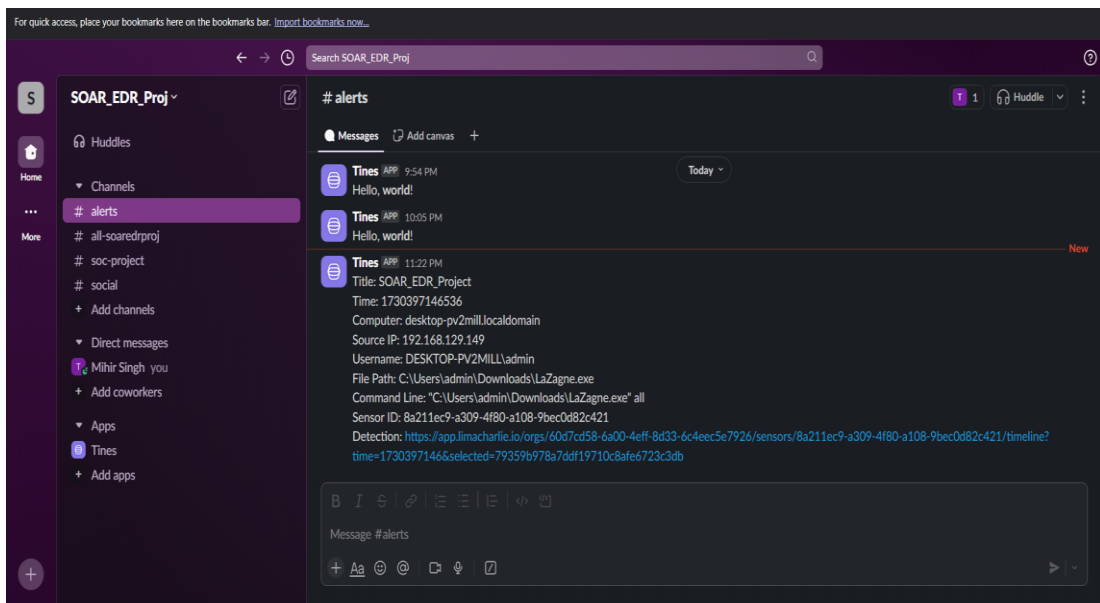 For quick access, place your bookmarks here on the bookmarks bar. Import bookmarks now...
Search SOAR_EDR_Proj
S
SOAR_EDR_Proj
Home
More
Huddles
Channels
# alerts
# all-soaredrproj
# soc-project
# social
+ Add channels
Direct messages
T Mihir Singh you
+ Add coworkers
Apps
Tines
+ Add apps
# alerts
T 1 Huddle
Messages Add canvas +
Today
Tines APP 9:54 PM
Hello, world!
Tines APP 10:05 PM
Hello, world!
New
Tines APP 11:22 PM
Title: SOAR_EDR_Project
Time: 1730397146536
Computer: desktop-pv2mill.localdomain
Source IP: 192.168.129.149
Username: DESKTOP-PV2MILL\admin
File Path: C:\Users\admin\Downloads\LaZagne.exe
Command Line: "C:\Users\admin\Downloads\LaZagne.exe" all
Sensor ID: 8a211ec9-a309-4f80-a108-9bec0d82c421
Detection: https://app.limacharlie.io/orgs/60d7cd58-6a00-4eff-8d33-6c4eec5e7926/sensors/8a211ec9-a309-4f80-a108-9bec0d82c421/timeline?
time=1730397146&selected=79359b978a7ddf19710c8afe6723c3db
B I S
Message #alerts
+ Aa @